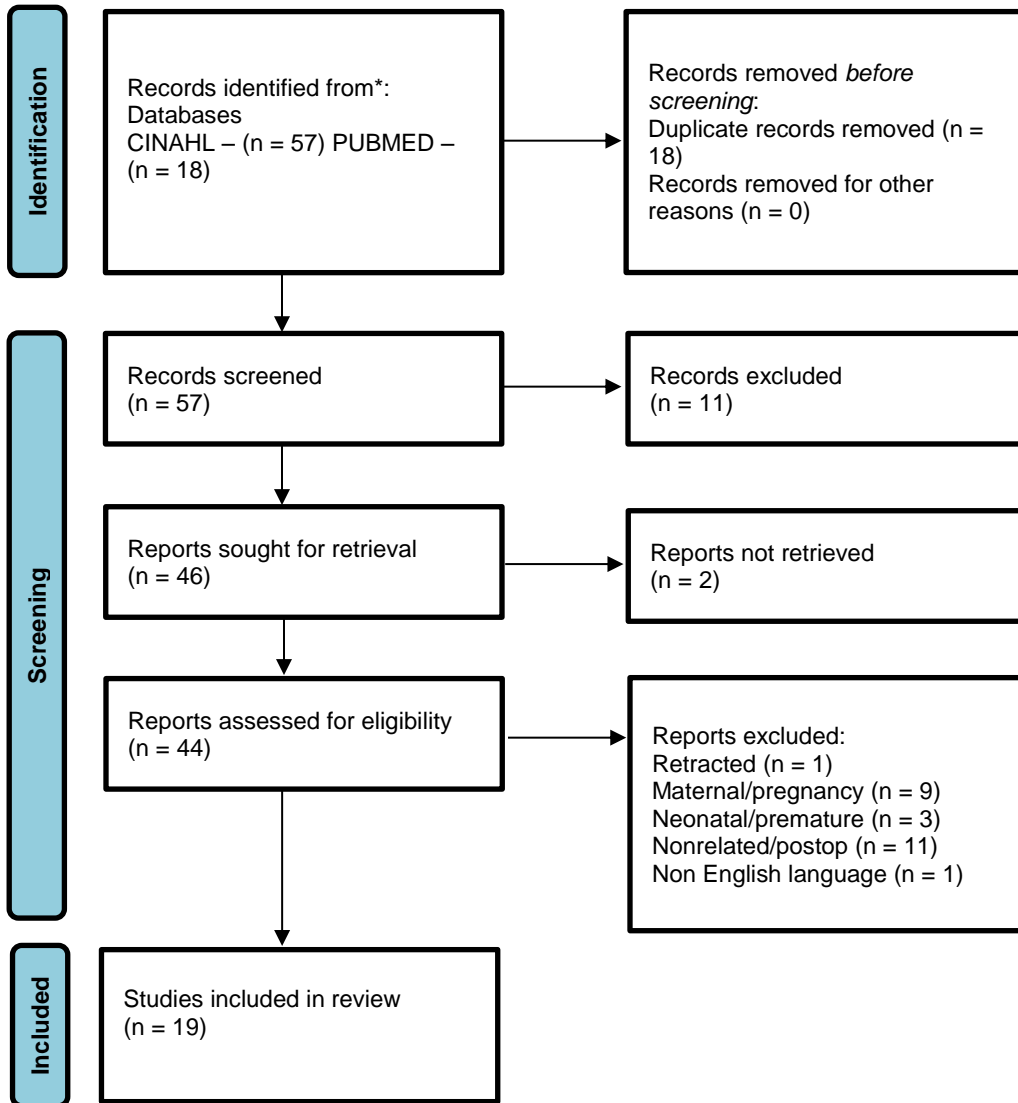 Identification
Records identified from*:
Databases
CINAHL – (n = 57) PUBMED –
(n = 18)
Records removed before
screening:
Duplicate records removed (n =
18)
Records removed for other
reasons (n = 0)
Screening
Records screened
(n = 57)
Records excluded
(n = 11)
Reports sought for retrieval
(n = 46)
Reports not retrieved
(n = 2)
Reports assessed for eligibility
(n = 44)
Reports excluded:
Retracted (n = 1)
Maternal/pregnancy (n = 9)
Neonatal/premature (n = 3)
Nonrelated/postop (n = 11)
Non English language (n = 1)
Included
Studies included in review
(n = 19)